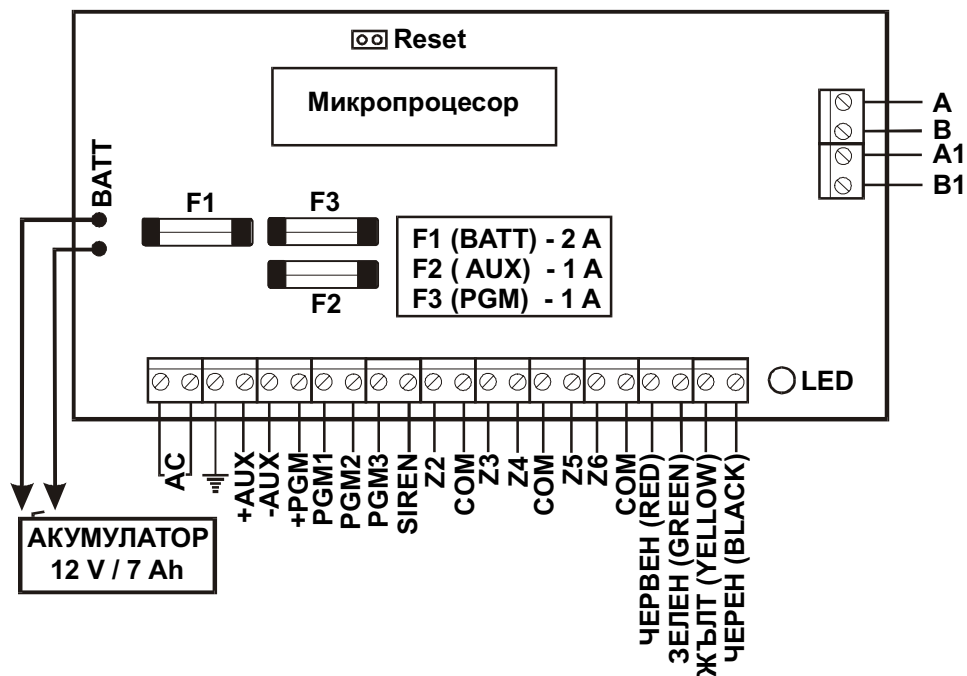 Reset
Микропроцесор
A
B
A1
B1
BATT
F1
F3
F2
F1 (BATT) - 2 A
F2 ( AUX) - 1 A
F3 (PGM) - 1 A
LED
AC
+AUX
-AUX
+PGM
PGM1
PGM2
PGM3
SIREN
Z2
COM
Z3
Z4
COM
Z5
Z6
COM
ЧЕРВЕН (RED)
ЗЕЛЕН (GREEN)
ЖЪЛТ (YELLOW)
ЧЕРЕН (BLACK)
АКУМУЛАТОР
12 V / 7 Ah